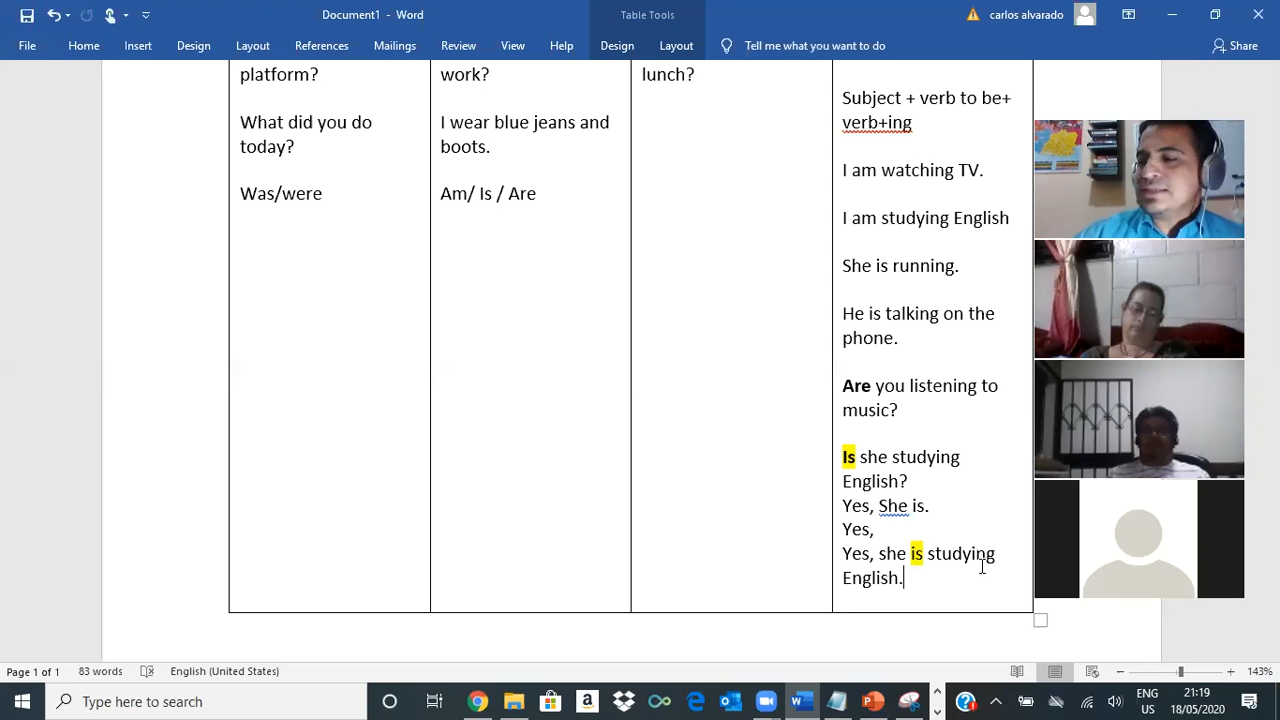 Document1 - Word
Table Tools
carlos alvarado
File
Home
Insert
Design
Layout
References
Mailings
Review
View
Help
Design
Layout
Tell me what you want to do
Share
platform?
What did you do
today?
Was/were
work?
I wear blue jeans and
boots.
Am/ Is / Are
lunch?
Subject + verb to be+
verb+ing
I am watching TV.
I am studying English
She is running.
He is talking on the
phone.
Are you listening to
music?
Is she studying
English?
Yes, She is.
Yes,
Yes, she is studying
English.
Page 1 of 1
83 words
English (United States)
143%
Type here to search
ENG
US
21:19
18/05/2020